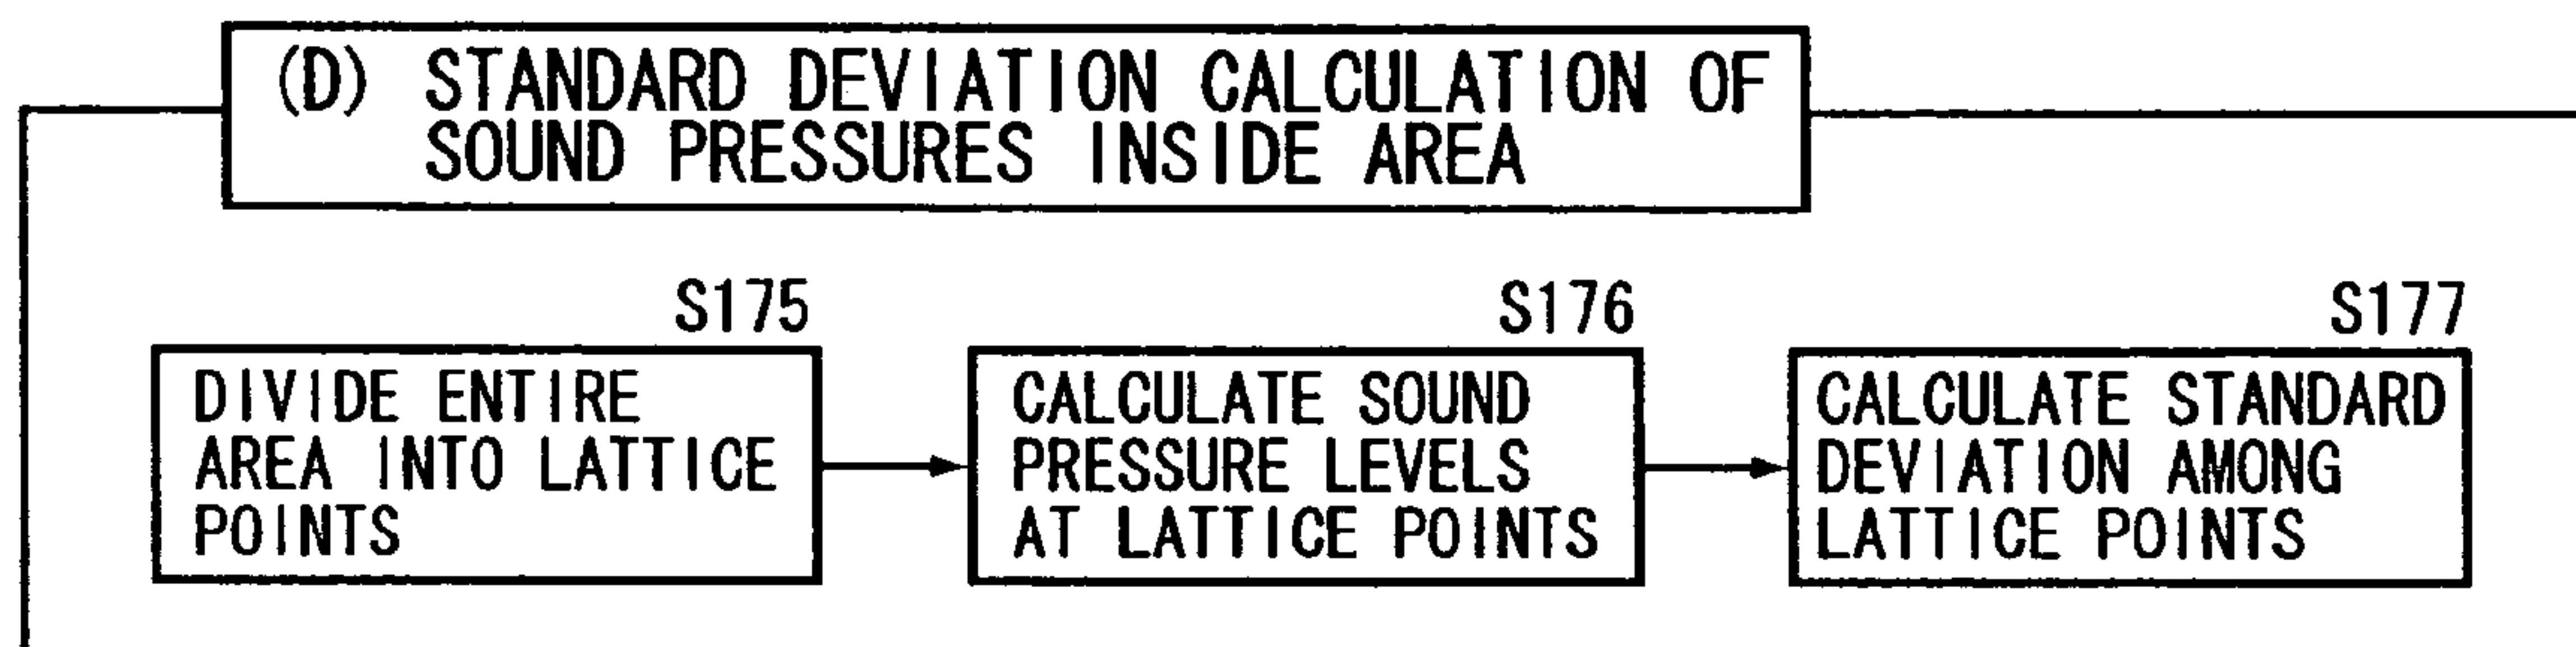 (D) STANDARD DEVIATION CALCULATION OF
SOUND PRESSURES INSIDE AREA
S175
DIVIDE ENTIRE
AREA INTO LATTICE
POINTS
S176
CALCULATE SOUND
PRESSURE LEVELS
AT LATTICE POINTS
S177
CALCULATE STANDARD
DEVIATION AMONG
LATTICE POINTS